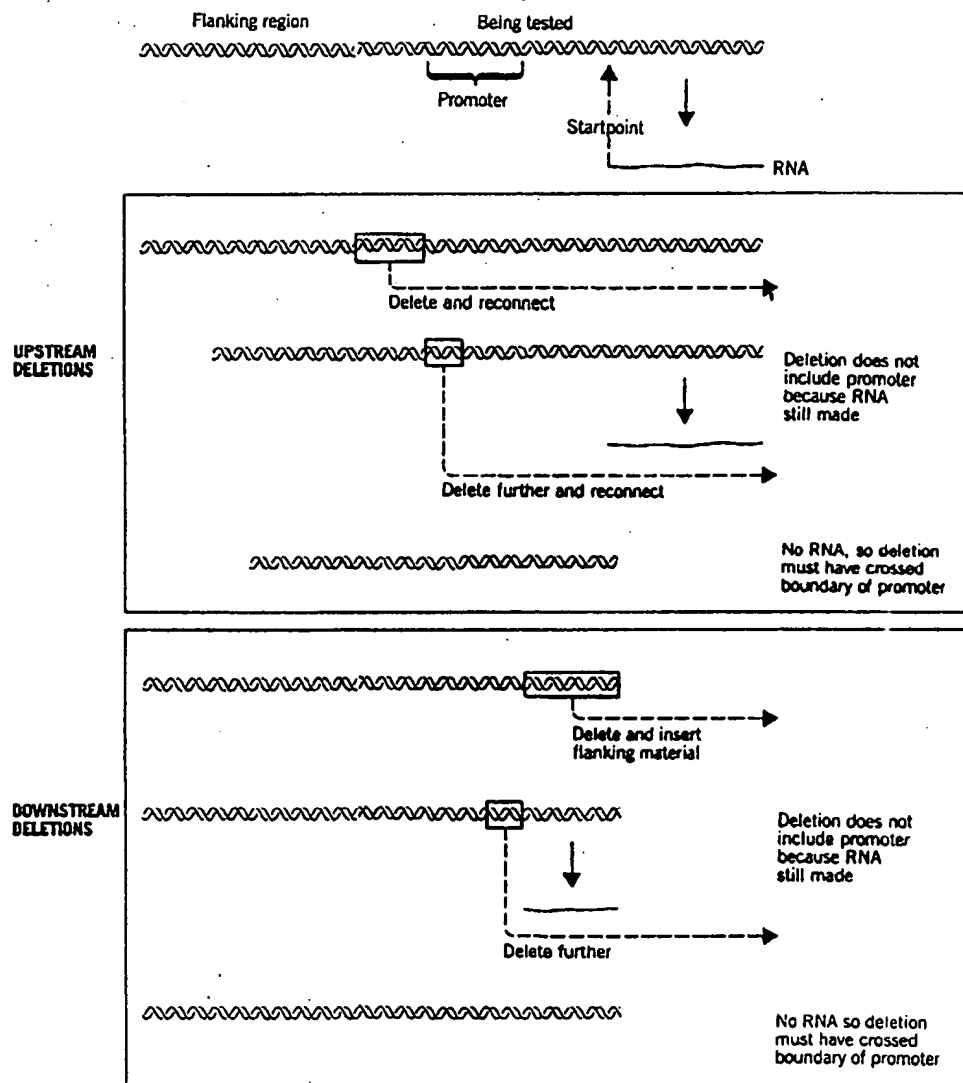 Flanking region
Being tested
Promoter
Startpoint
RNA
UPSTREAM
DELETIONS
Delete and reconnect
Deletion does not
include promoter
because RNA
still made
Delete further and reconnect
No RNA, so deletion
must have crossed
boundary of promoter
DOWNSTREAM
DELETIONS
Delete and insert
flanking material
Deletion does not
include promoter
because RNA
still made
Delete further
No RNA so deletion
must have crossed
boundary of promoter